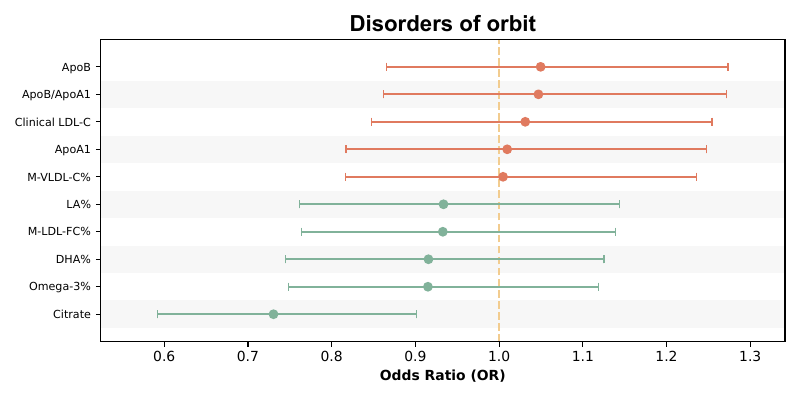 Disorders of orbit
ApoB
ApoB/ApoA1
Clinical LDL-C
ApoA1
M-VLDL-C%
LA%
M-LDL-FC%
DHA%
Omega-3%
Citrate
0.6 0.7 0.8 0.9 1.0 1.1 1.2 1.3
Odds Ratio (OR)